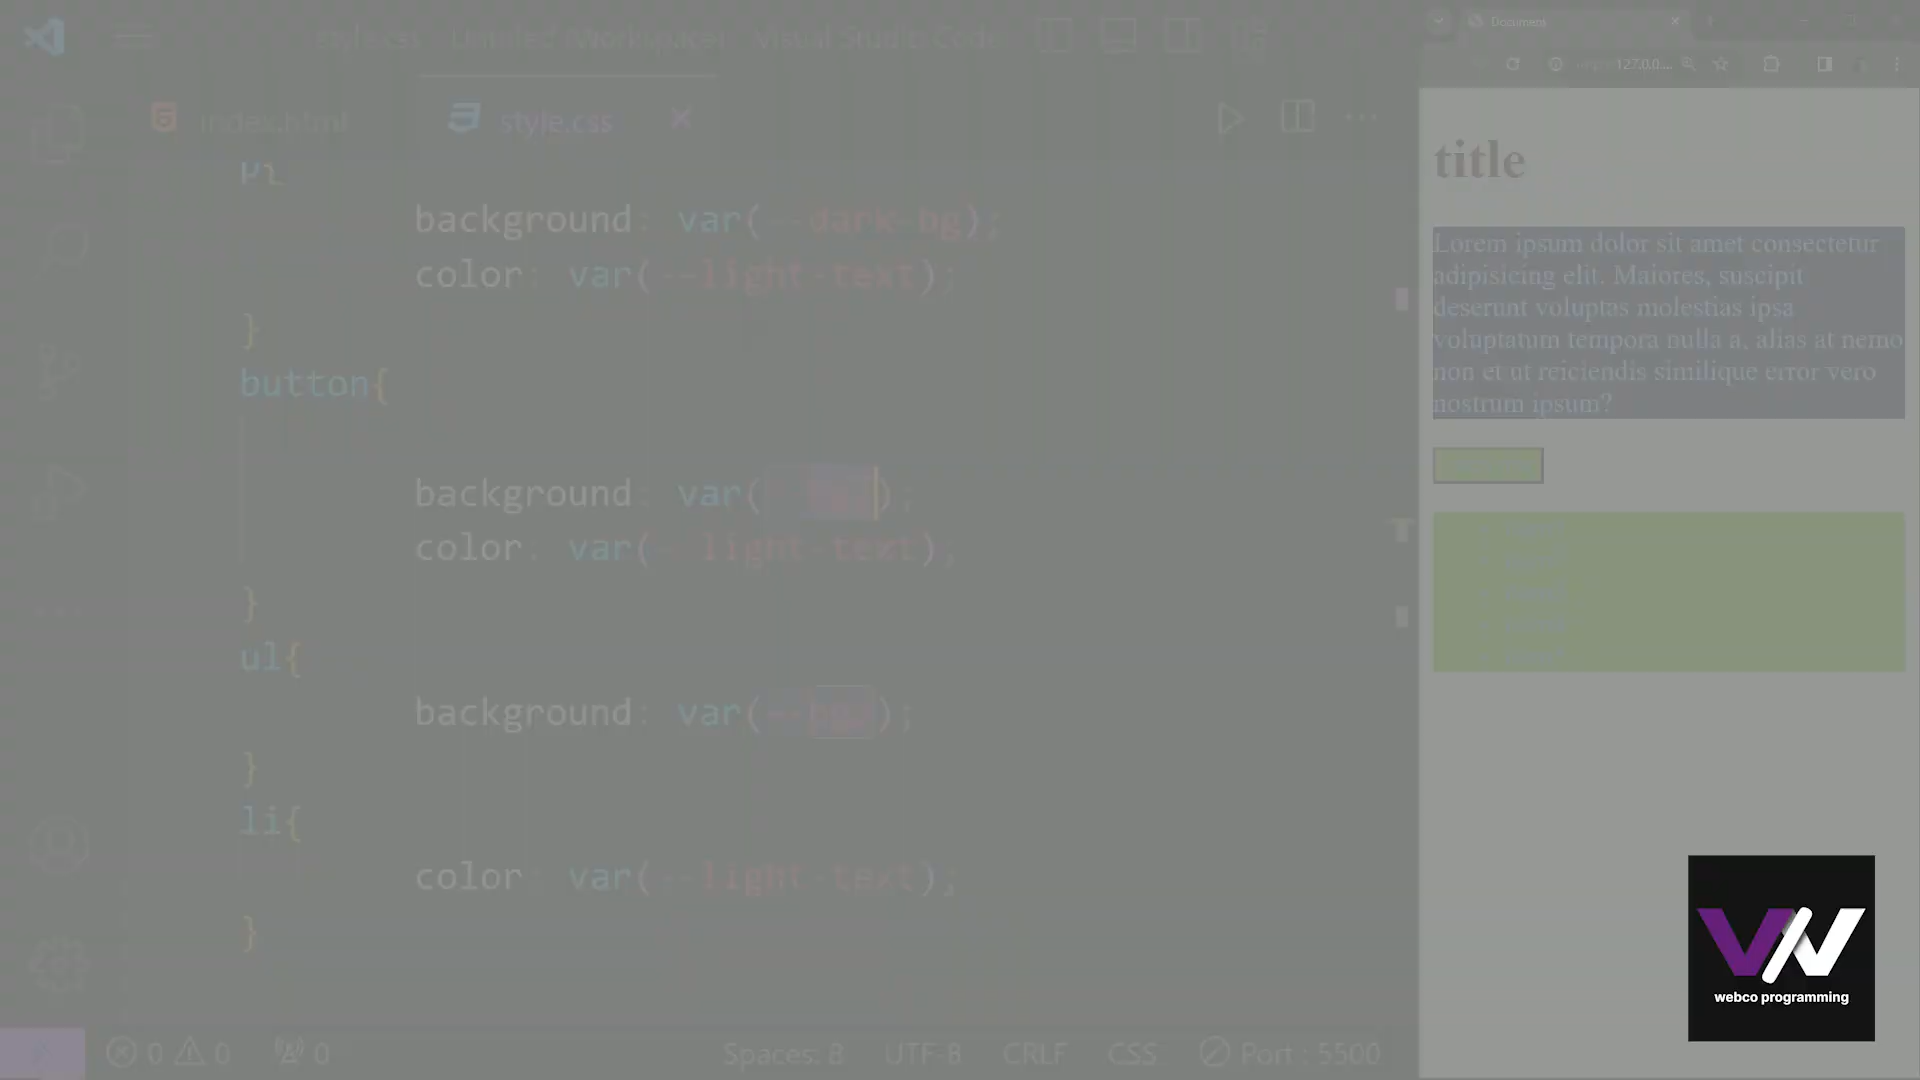 style.css - Untitled (Workspace) - Visual Studio Code
index.html
style.css
p{
background: var(--dark-bg);
color: var(--light-text);
}
button{
background: var(
);
color: var(--light-text);
}
ul{
background: var(--
);
}
li{
color: var(--light-text);
}
0 0 0
Spaces: 8 UTF-8 CRLF CSS Port : 5500
Document
127.0.0....
title
Lorem ipsum dolor sit amet consectetur
adipisicing elit. Maiores, suscipit
deserunt voluptas molestias ipsa
voluptatum tempora nulla a, alias at nemo
non et ut reiciendis similique error vero
nostrum ipsum?
webco programming